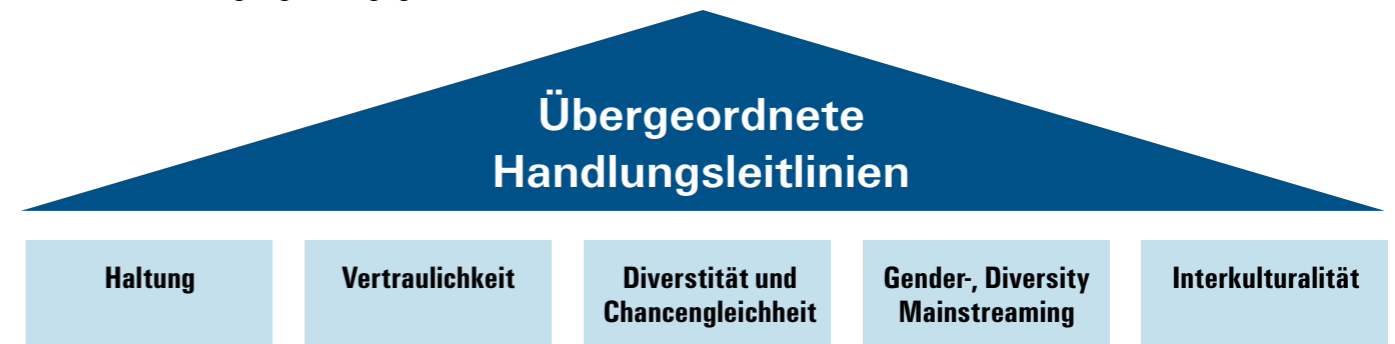 Übergeordnete
Handlungsleitlinien
Haltung
Vertraulichkeit
Diverstität und
Chancengleichheit
Gender-, Diversity
Mainstreaming
Interkulturalität